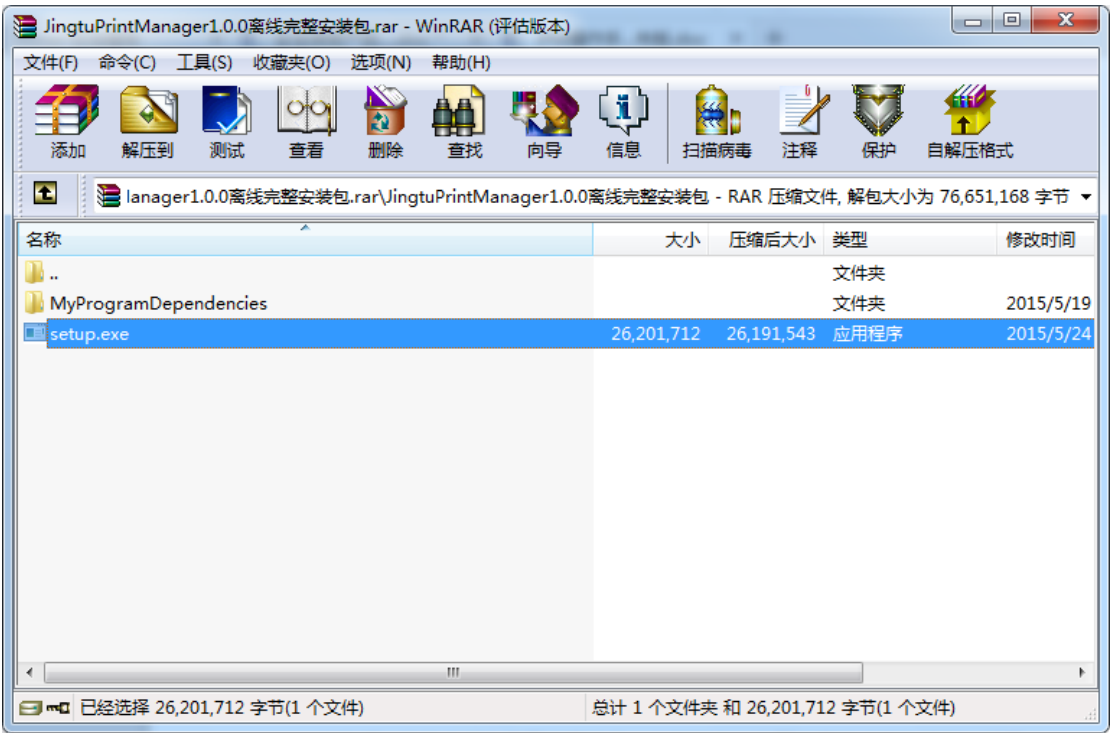 JingtuPrintManager1.0.0离线完整安装包.rar - WinRAR (评估版本)
文件(F) 命令(C) 工具(S) 收藏夹(O) 选项(N) 帮助(H)
添加 解压到 测试 查看 删除 查找 向导 信息 扫描病毒 注释 保护 自解压格式
lanager1.0.0离线完整安装包.rar\JingtuPrintManager1.0.0离线完整安装包 - RAR 压缩文件, 解包大小为 76,651,168 字节
名称 大小 压缩后大小 类型 修改时间
.. 文件夹
MyProgramDependencies 文件夹 2015/5/19
setup.exe 26,201,712 26,191,543 应用程序 2015/5/24
已经选择 26,201,712 字节(1 个文件) 总计 1 个文件夹 和 26,201,712 字节(1 个文件)